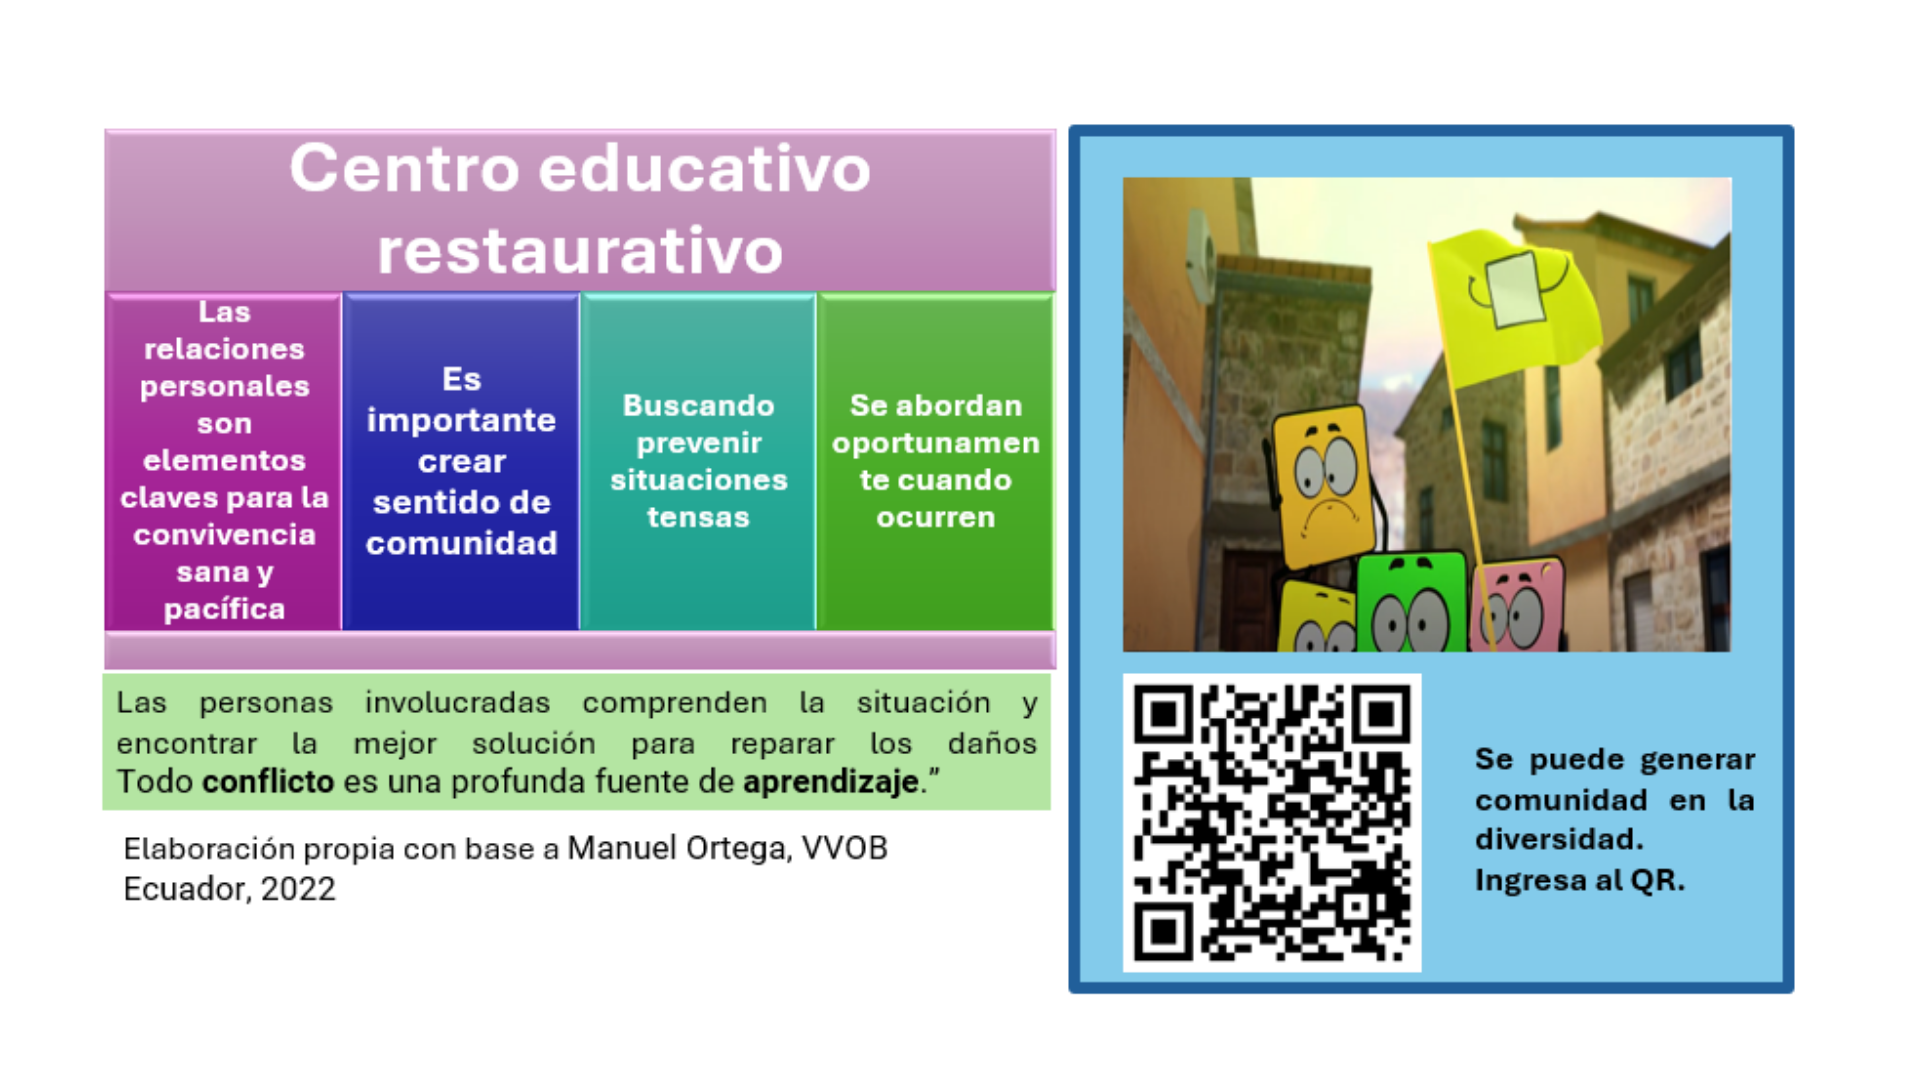 Centro educativo
restaurativo
Las
relaciones
personales
son
elementos
claves para la
convivencia
sana y
pacífica
Es
importante
crear
sentido de
comunidad
Buscando
prevenir
situaciones
tensas
Se abordan
oportunamen
te cuando
ocurren
Las personas involucradas comprenden la situación y
encontrar la mejor solución para reparar los daños
Todo conflicto es una profunda fuente de aprendizaje.”
Elaboración propia con base a Manuel Ortega, VVOB
Ecuador, 2022
Se puede generar
comunidad en la
diversidad.
Ingresa al QR.